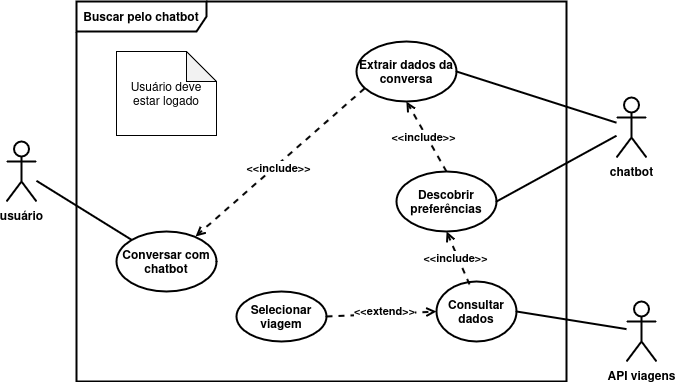 Buscar pelo chatbot
Usuário deve
estar logado
Extrair dados da
conversa
<<include>>
<<include>>
chatbot
usuário
Descobrir
preferências
Conversar com
chatbot
<<include>>
Selecionar
viagem
<<extend>>
Consultar
dados
API viagens